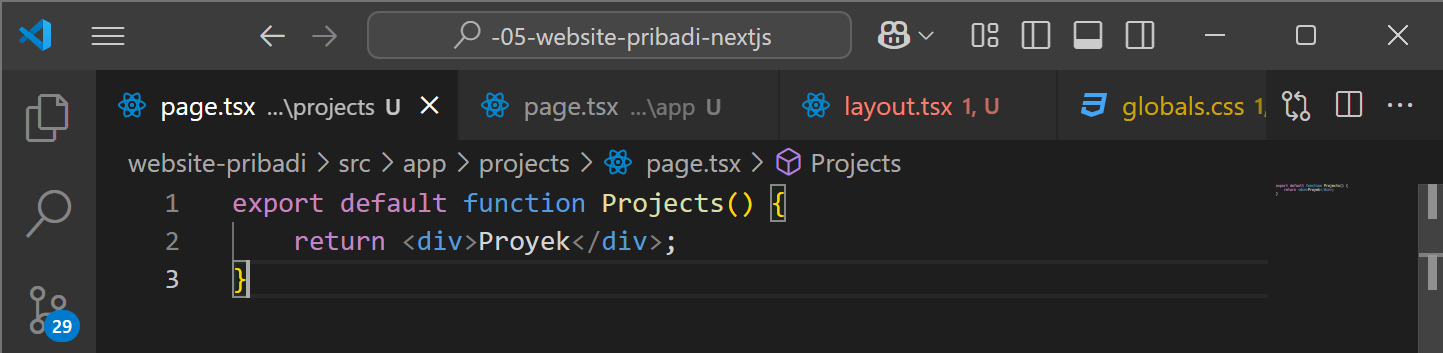 -05-website-pribadi-nextjs
page.tsx ...\projects U page.tsx ...\app U layout.tsx 1, U globals.css 1,
website-pribadi > src > app > projects > page.tsx > Projects
1 export default function Projects() {
2 return <div>Proyek</div>;
3 }
29